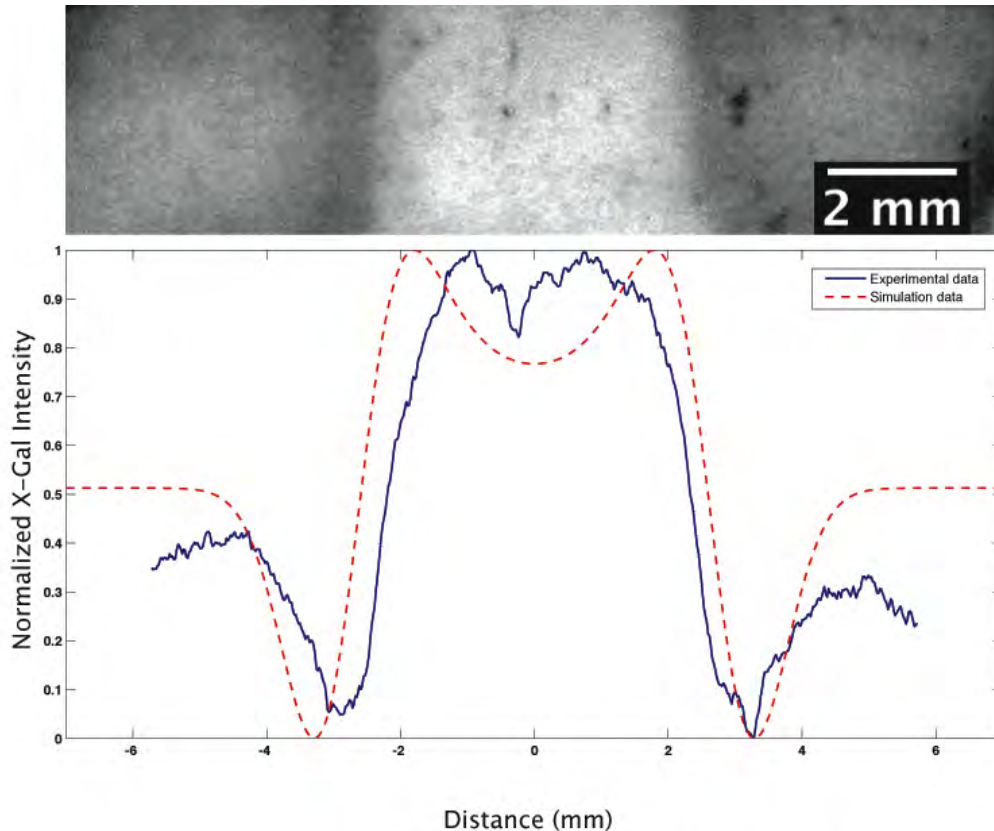 2 mm
1
0.9
0.8
0.7
0.6
0.5
0.4
0.3
0.2
0.1
0
Normalized X-Gal Intensity
Experimental data
Simulation data
-6 -4 -2 0 2 4 6
Distance (mm)